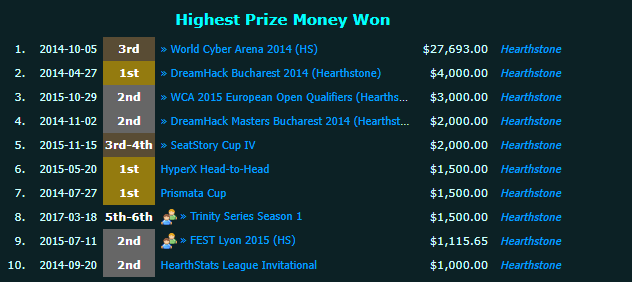 Highest Prize Money Won
1. 2014-10-05 3rd » World Cyber Arena 2014 (HS) $27,693.00 Hearthstone
2. 2014-04-27 1st » DreamHack Bucharest 2014 (Hearthstone) $4,000.00 Hearthstone
3. 2015-10-29 2nd » WCA 2015 European Open Qualifiers (Hearths... $3,000.00 Hearthstone
4. 2014-11-02 2nd » DreamHack Masters Bucharest 2014 (Hearthst... $2,000.00 Hearthstone
5. 2015-11-15 3rd-4th » SeatStory Cup IV $2,000.00 Hearthstone
6. 2015-05-20 1st HyperX Head-to-Head $1,500.00 Hearthstone
7. 2014-07-27 1st Prismata Cup $1,500.00 Hearthstone
8. 2017-03-18 5th-6th » Trinity Series Season 1 $1,500.00 Hearthstone
9. 2015-07-11 2nd » FEST Lyon 2015 (HS) $1,115.65 Hearthstone
10. 2014-09-20 2nd HearthStats League Invitational $1,000.00 Hearthstone